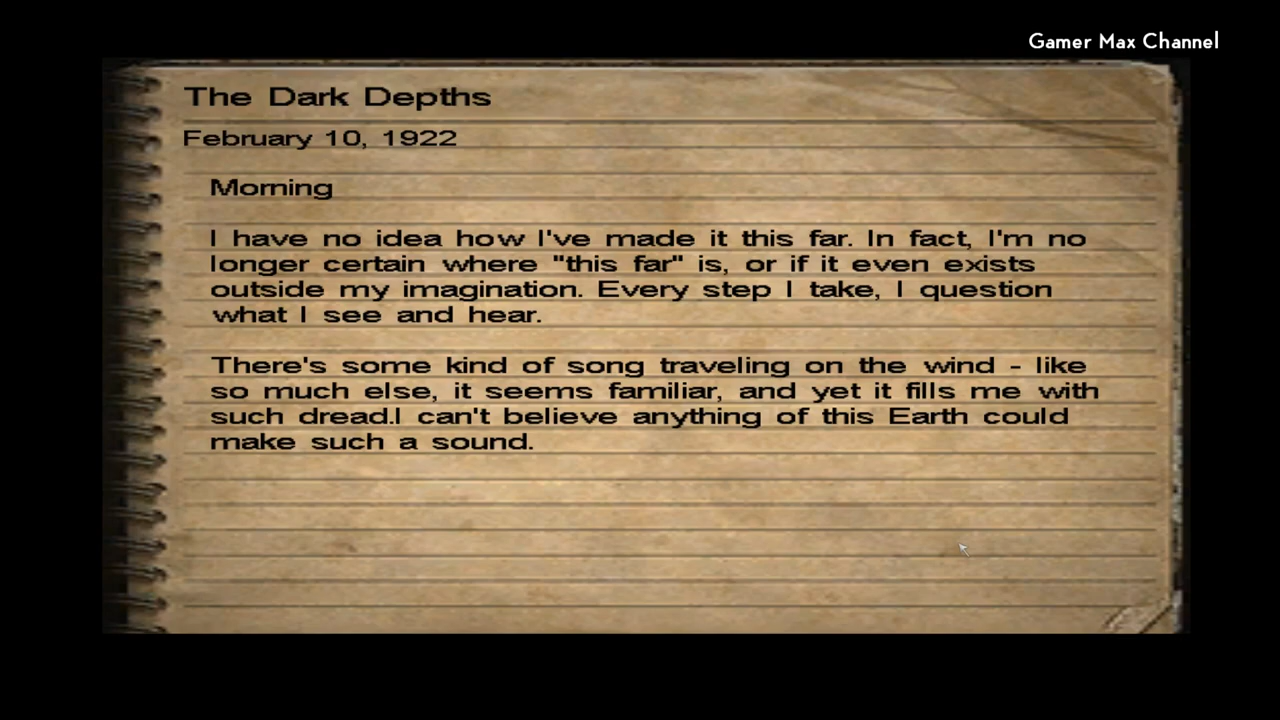 Gamer Max Channel
The Dark Depths
February 10, 1922
Morning
I have no idea how I've made it this far. In fact, I'm no
longer certain where "this far" is, or if it even exists
outside my imagination. Every step I take, I question
what I see and hear.
There's some kind of song traveling on the wind - like
so much else, it seems familiar, and yet it fills me with
such dread.I can't believe anything of this Earth could
make such a sound.